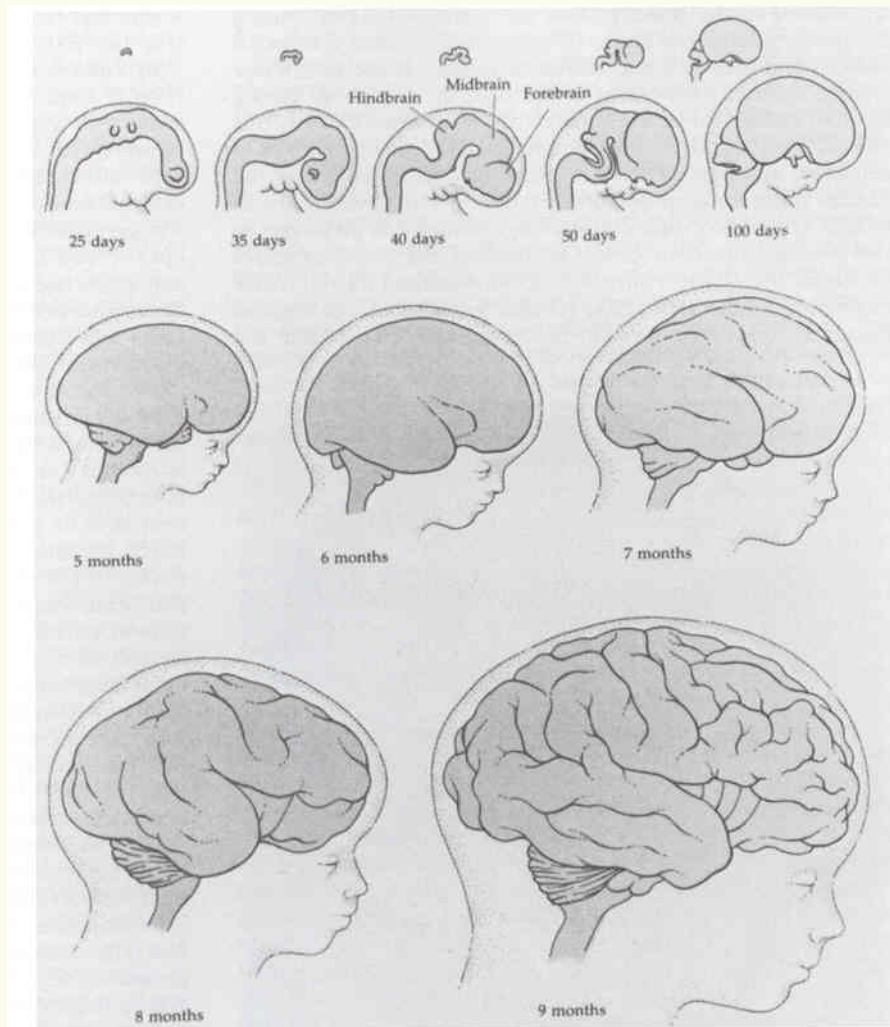 Hindbrain
Midbrain
Forebrain
25 days
35 days
40 days
50 days
100 days
5 months
6 months
7 months
8 months
9 months